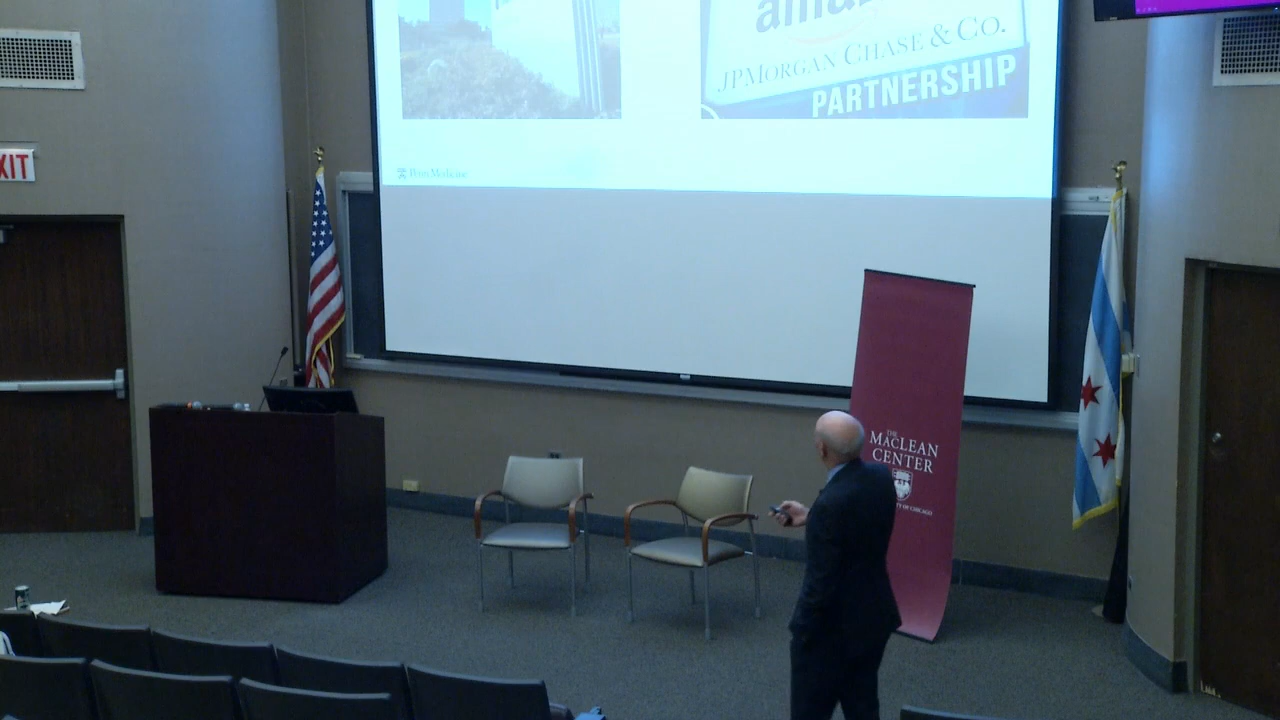 JPMORGAN CHASE & CO.
PARTNERSHIP
Penn Medicine
EXIT
THE
MACLEAN
CENTER